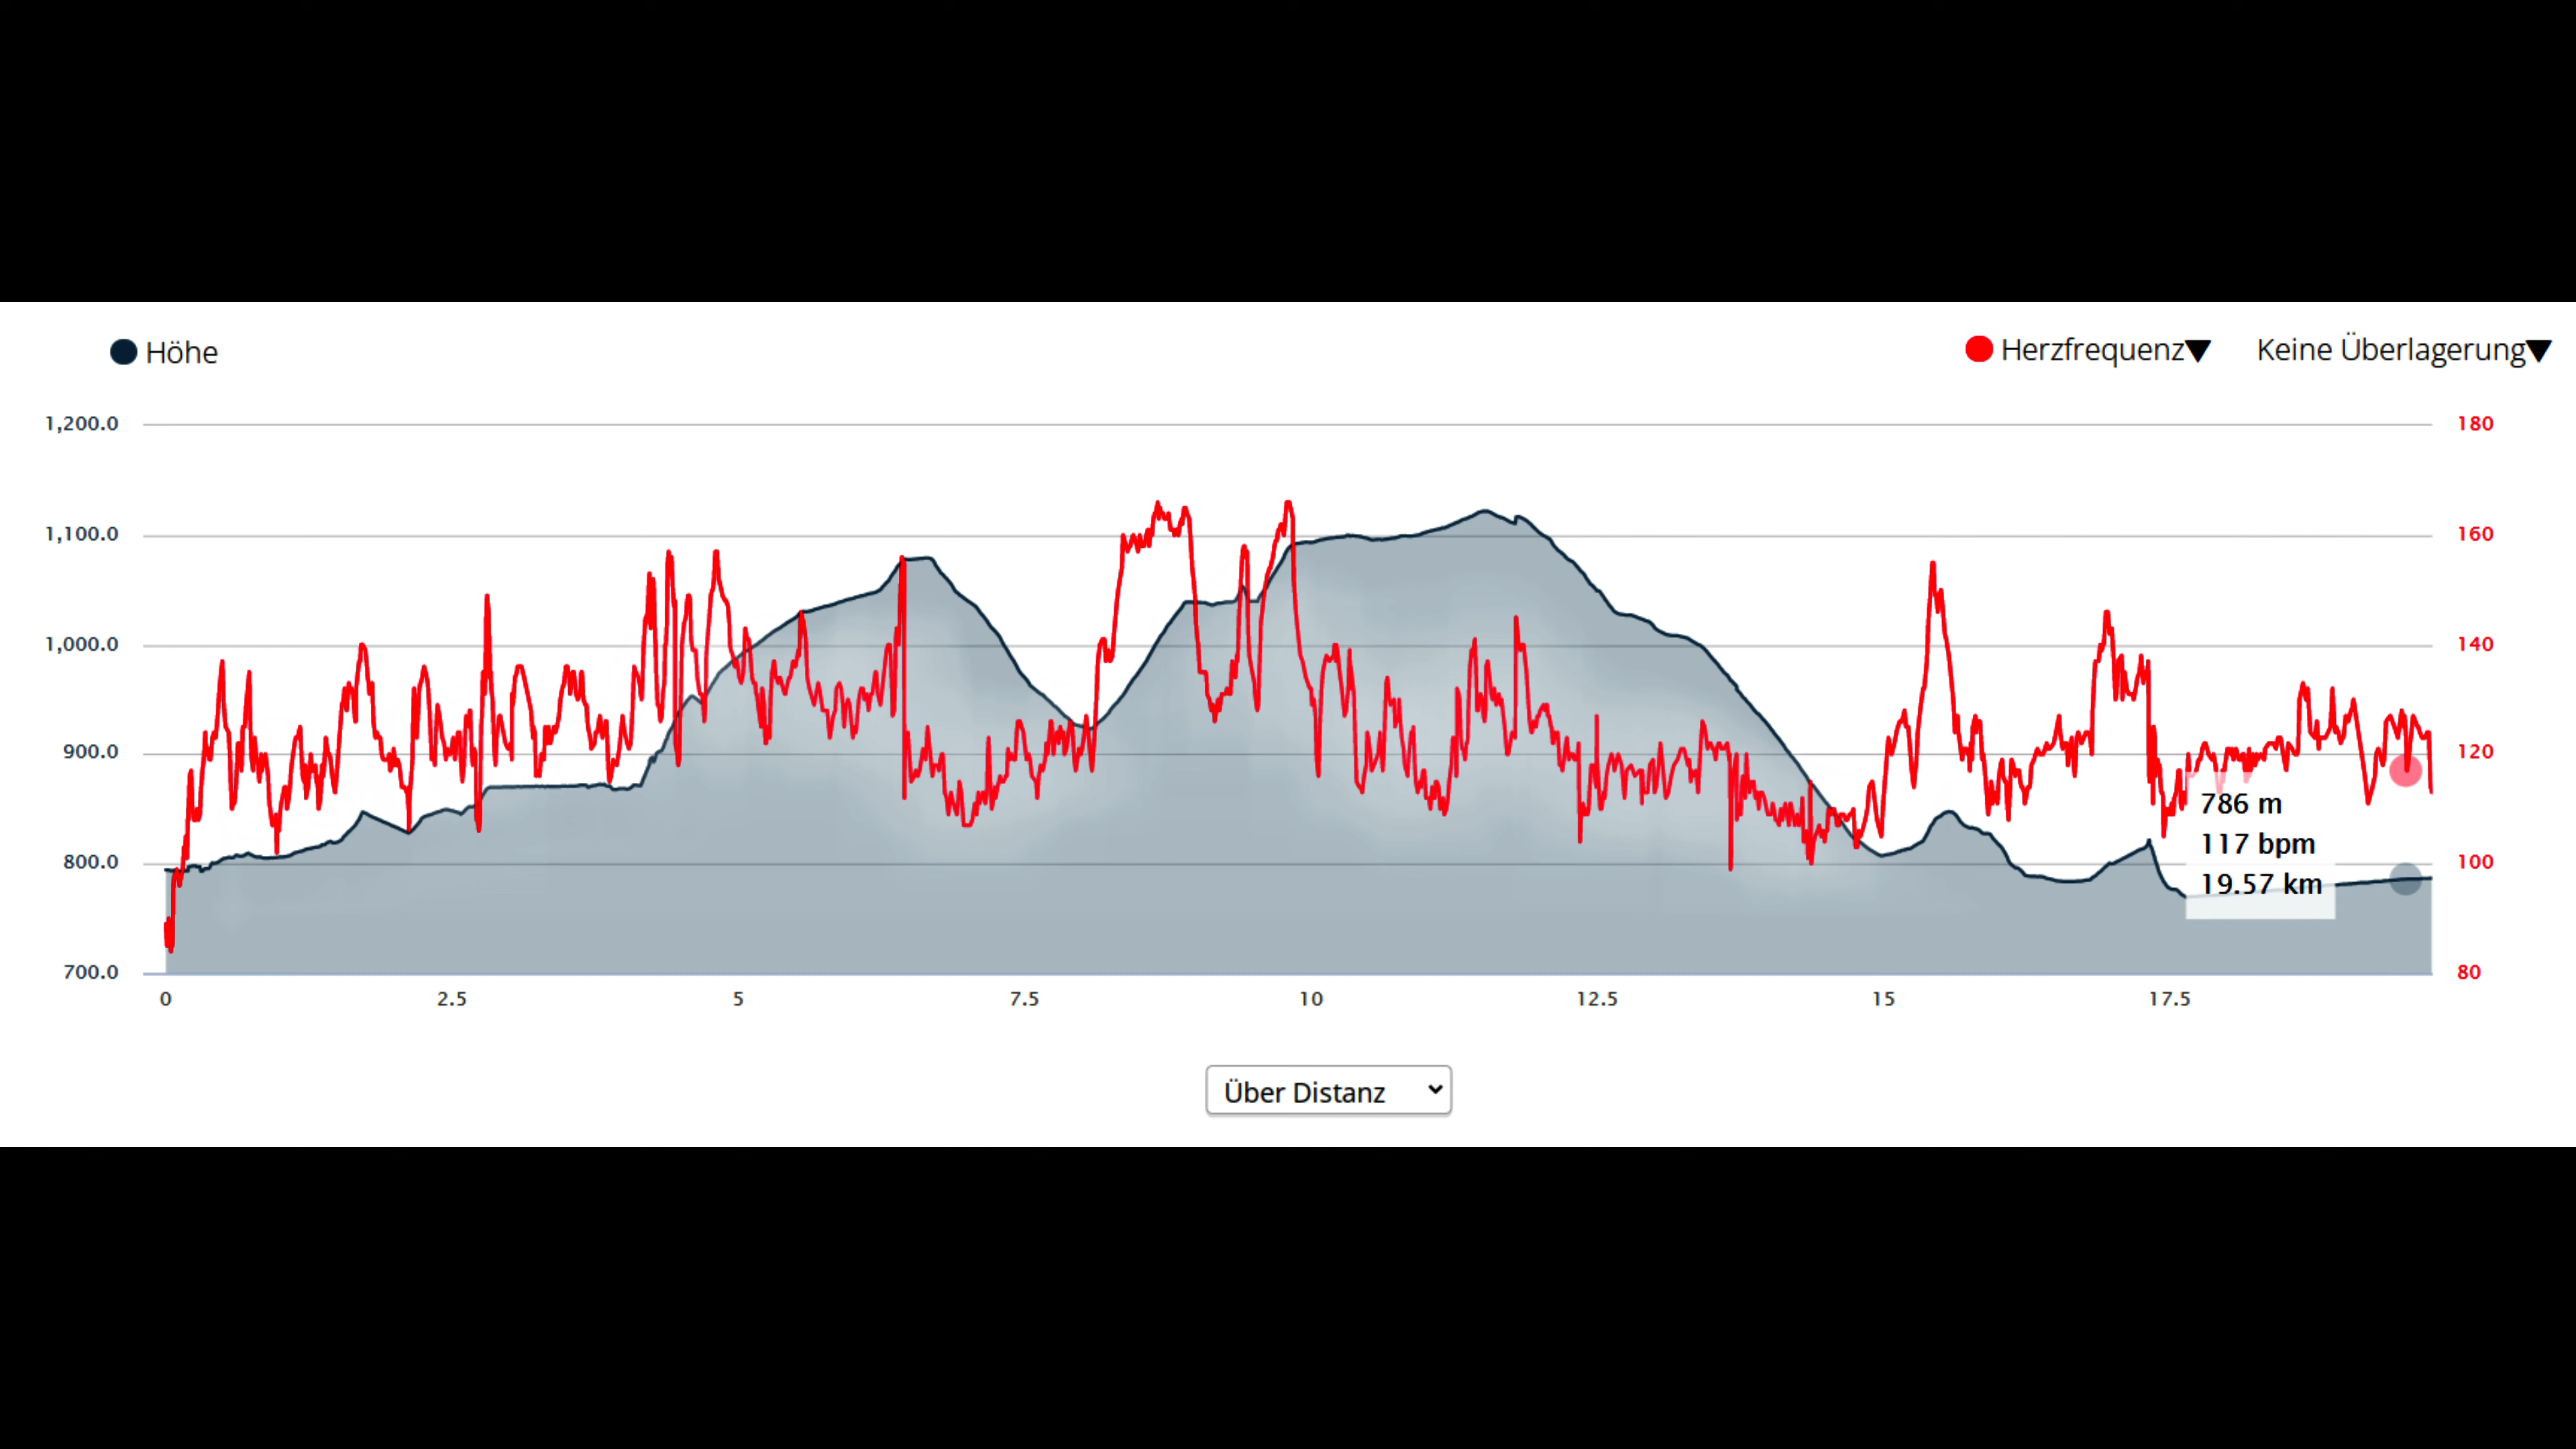 Höhe
Herzfrequenz▼ Keine Überlagerung▼
1,200.0 180
1,100.0 160
1,000.0 140
900.0 120
800.0 100
700.0 80
786 m
117 bpm
19.57 km
0 2.5 5 7.5 10 12.5 15 17.5
Über Distanz